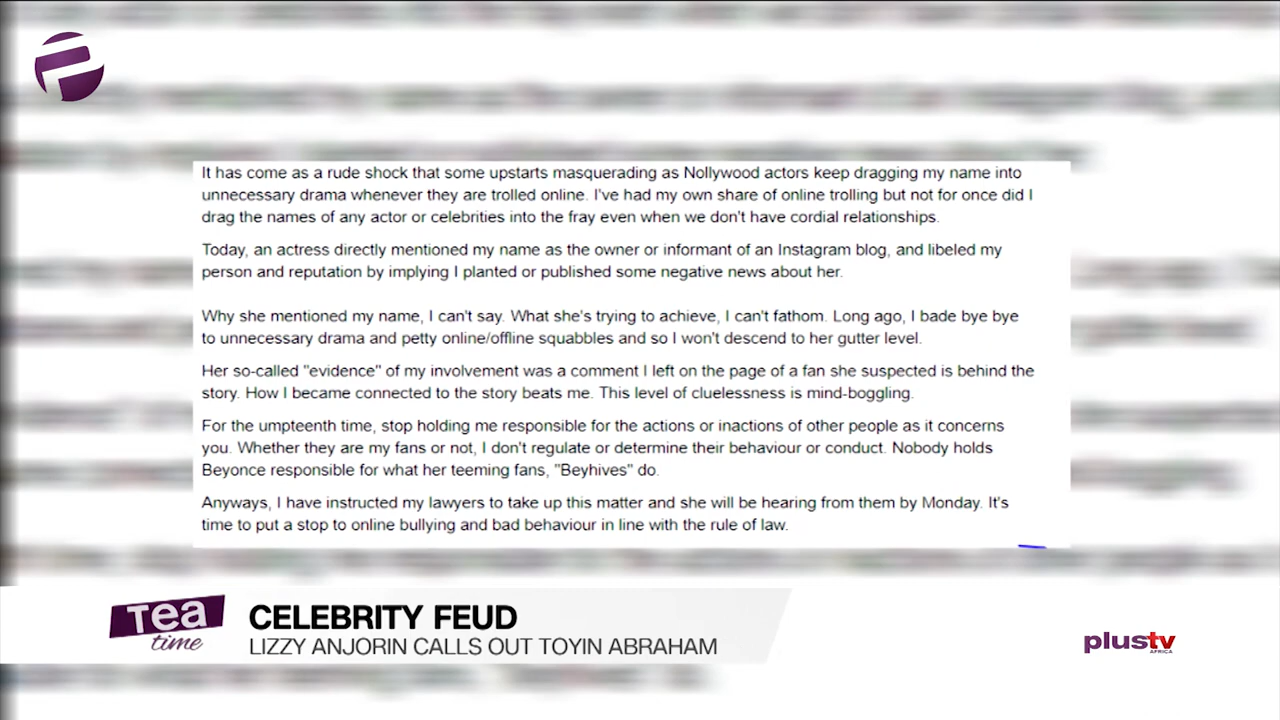 It has come as a rude shock that some upstarts masquerading as Nollywood actors keep dragging my name into
unnecessary drama whenever they are trolled online. I've had my own share of online trolling but not for once did I
drag the names of any actor or celebrities into the fray even when we don't have cordial relationships.
Today, an actress directly mentioned my name as the owner or informant of an Instagram blog, and libeled my
person and reputation by implying I planted or published some negative news about her.
Why she mentioned my name, I can't say. What she's trying to achieve, I can't fathom. Long ago, I bade bye bye
to unnecessary drama and petty online/offline squabbles and so I won't descend to her gutter level.
Her so-called "evidence" of my involvement was a comment I left on the page of a fan she suspected is behind the
story. How I became connected to the story beats me. This level of cluelessness is mind-boggling.
For the umpteenth time, stop holding me responsible for the actions or inactions of other people as it concerns
you. Whether they are my fans or not, I don't regulate or determine their behaviour or conduct. Nobody holds
Beyonce responsible for what her teeming fans, "Beyhives" do.
Anyways, I have instructed my lawyers to take up this matter and she will be hearing from them by Monday. It's
time to put a stop to online bullying and bad behaviour in line with the rule of law.
Tea
time
CELEBRITY FEUD
LIZZY ANJORIN CALLS OUT TOYIN ABRAHAM
plustv
AFRICA